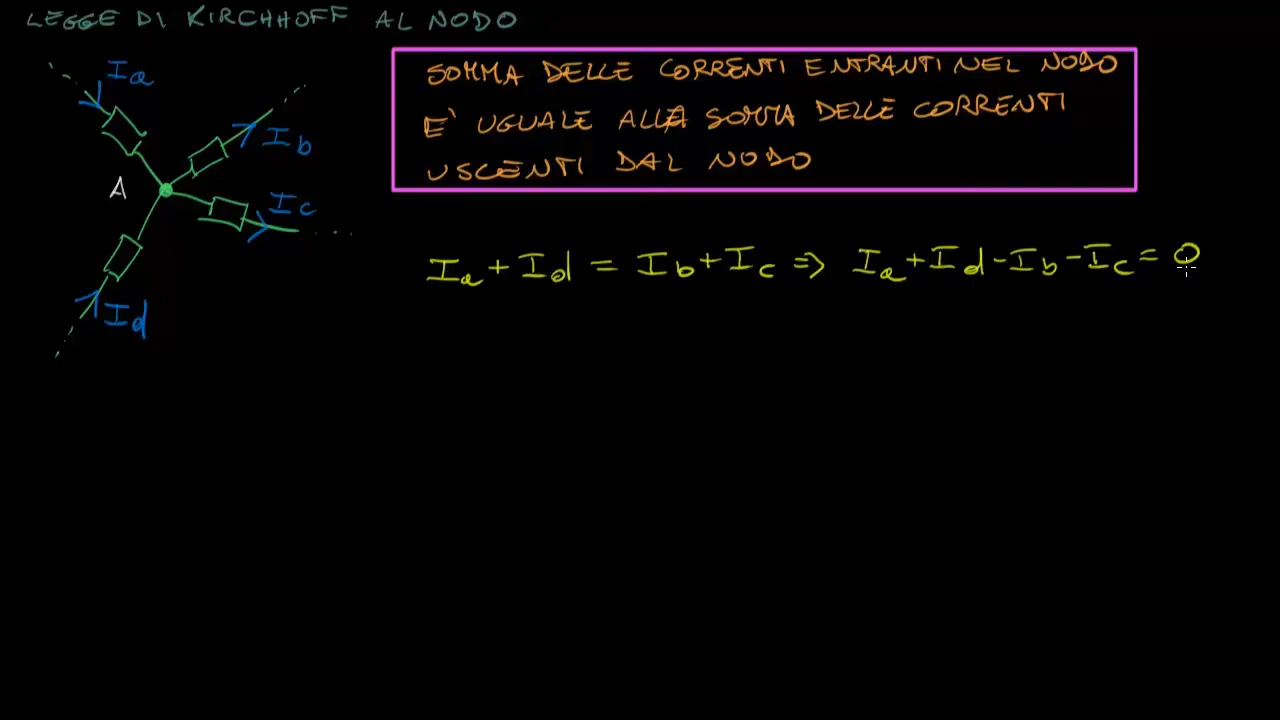 LEGGE DI KIRCHHOFF AL NODO
Ia
Ib
A
Ic
Id
SOMMA DELLE CORRENTI ENTRANTI NEL NODO
E' UGUALE ALLA SOMMA DELLE CORRENTI
USCENTI DAL NODO
Ia + Id = Ib + Ic => Ia + Id - Ib - Ic = 0